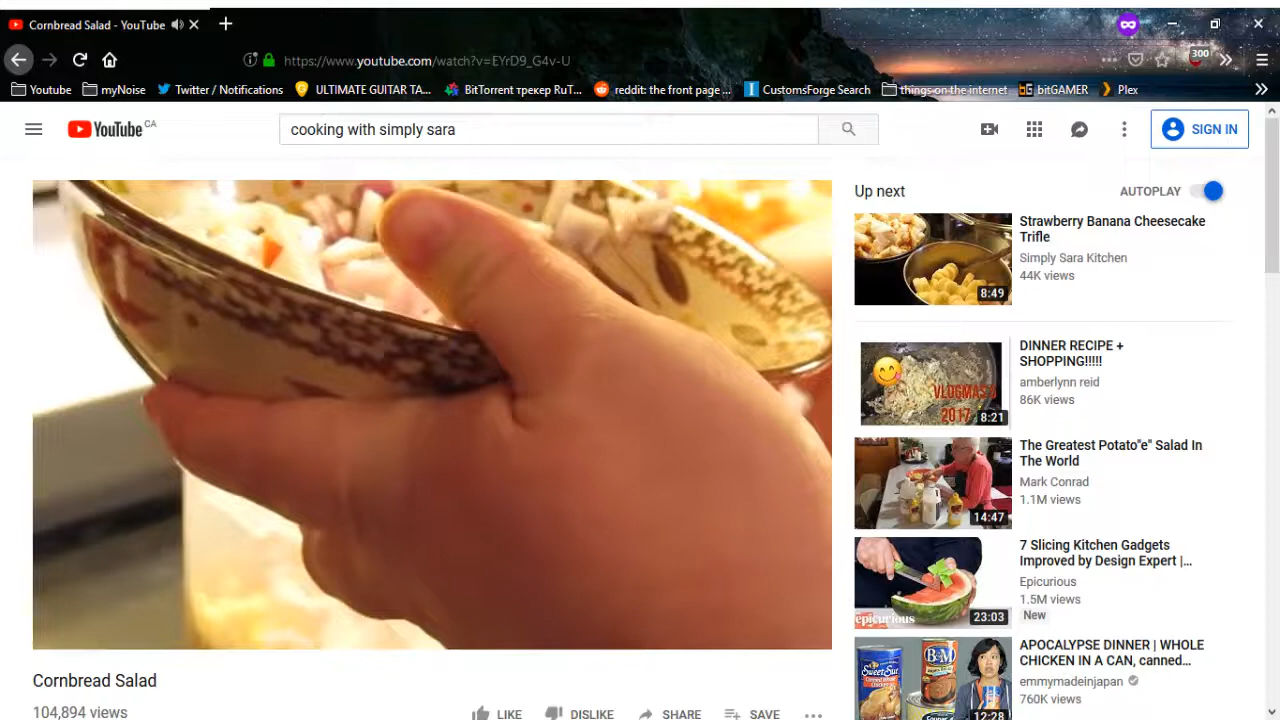 Cornbread Salad - YouTube
https://www.youtube.com/watch?v=EYrD9_G4v-U
300
Youtube myNoise Twitter / Notifications ULTIMATE GUITAR TA... BitTorrent трекер RuT... reddit: the front page ... CustomsForge Search things on the internet bitGAMER Plex
YouTube CA
cooking with simply sara
SIGN IN
Up next
AUTOPLAY
Strawberry Banana Cheesecake
Trifle
Simply Sara Kitchen
44K views
8:49
DINNER RECIPE +
SHOPPING!!!!!
amberlynn reid
86K views
VLOGMAS
2017
8:21
The Greatest Potato"e" Salad In
The World
Mark Conrad
1.1M views
14:47
7 Slicing Kitchen Gadgets
Improved by Design Expert |...
Epicurious
1.5M views
New
epicurious
23:03
APOCALYPSE DINNER | WHOLE
CHICKEN IN A CAN, canned...
emmymadeinjapan
760K views
B&M
12:28
Cornbread Salad
104,894 views
LIKE
DISLIKE
SHARE
SAVE